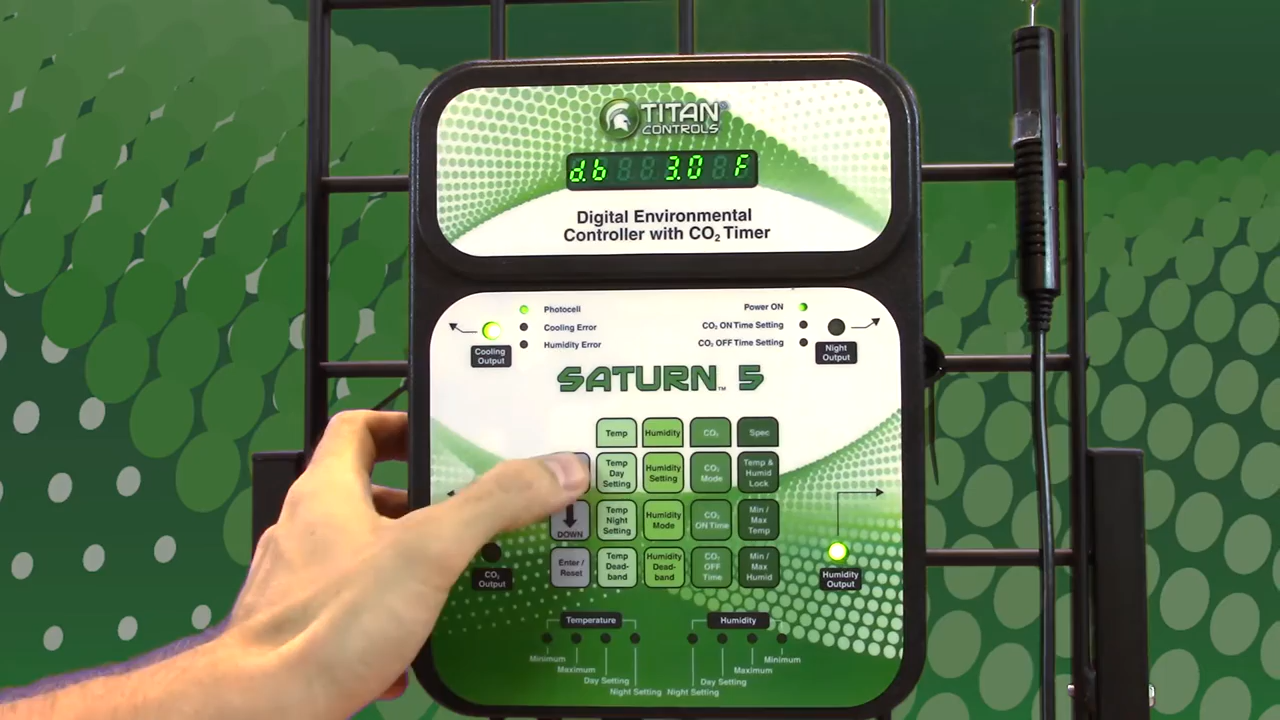 TITAN®
CONTROLS
d.b 3.0 F
Digital Environmental
Controller with CO₂ Timer
Photocell
Cooling Error
Humidity Error
Cooling
Output
Power ON
CO₂ ON Time Setting
CO₂ OFF Time Setting
Night
Output
SATURN™ 5
Temp
Humidity
CO₂
Spec
Temp
Day
Setting
Humidity
Setting
CO₂
Mode
Temp &
Humid
Lock
DOWN
Temp
Night
Setting
Humidity
Mode
CO₂
ON Time
Min /
Max
Temp
Enter /
Reset
Temp
Dead-
band
Humidity
Dead-
band
CO₂
OFF
Time
Min /
Max
Humid
CO₂
Output
Humidity
Output
Temperature
Minimum
Maximum
Day Setting
Night Setting
Humidity
Minimum
Maximum
Day Setting
Night Setting